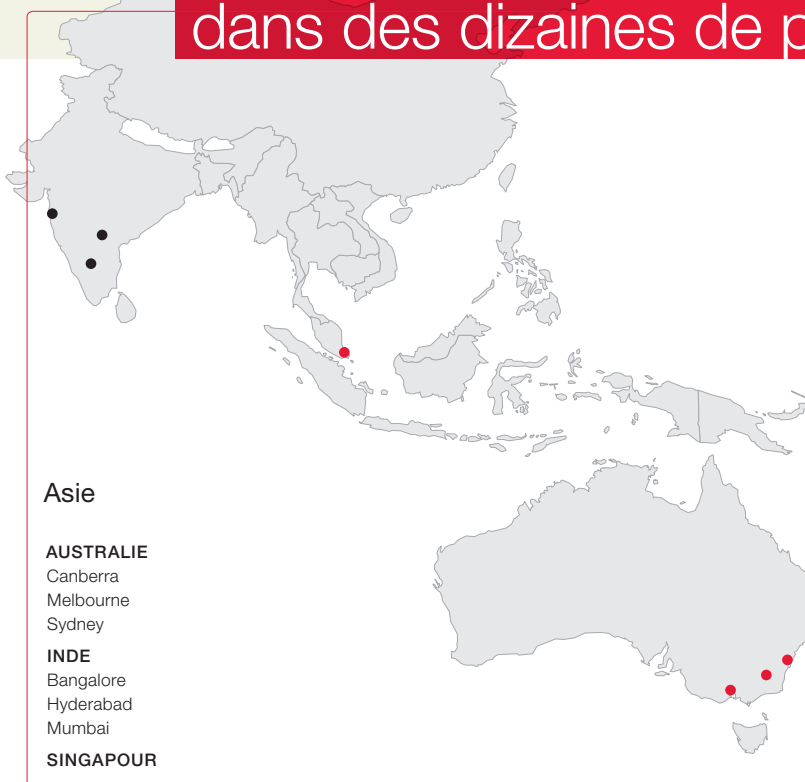 dans des dizaines de p
Asie
AUSTRALIE
Canberra
Melbourne
Sydney
INDE
Bangalore
Hyderabad
Mumbai
SINGAPOUR